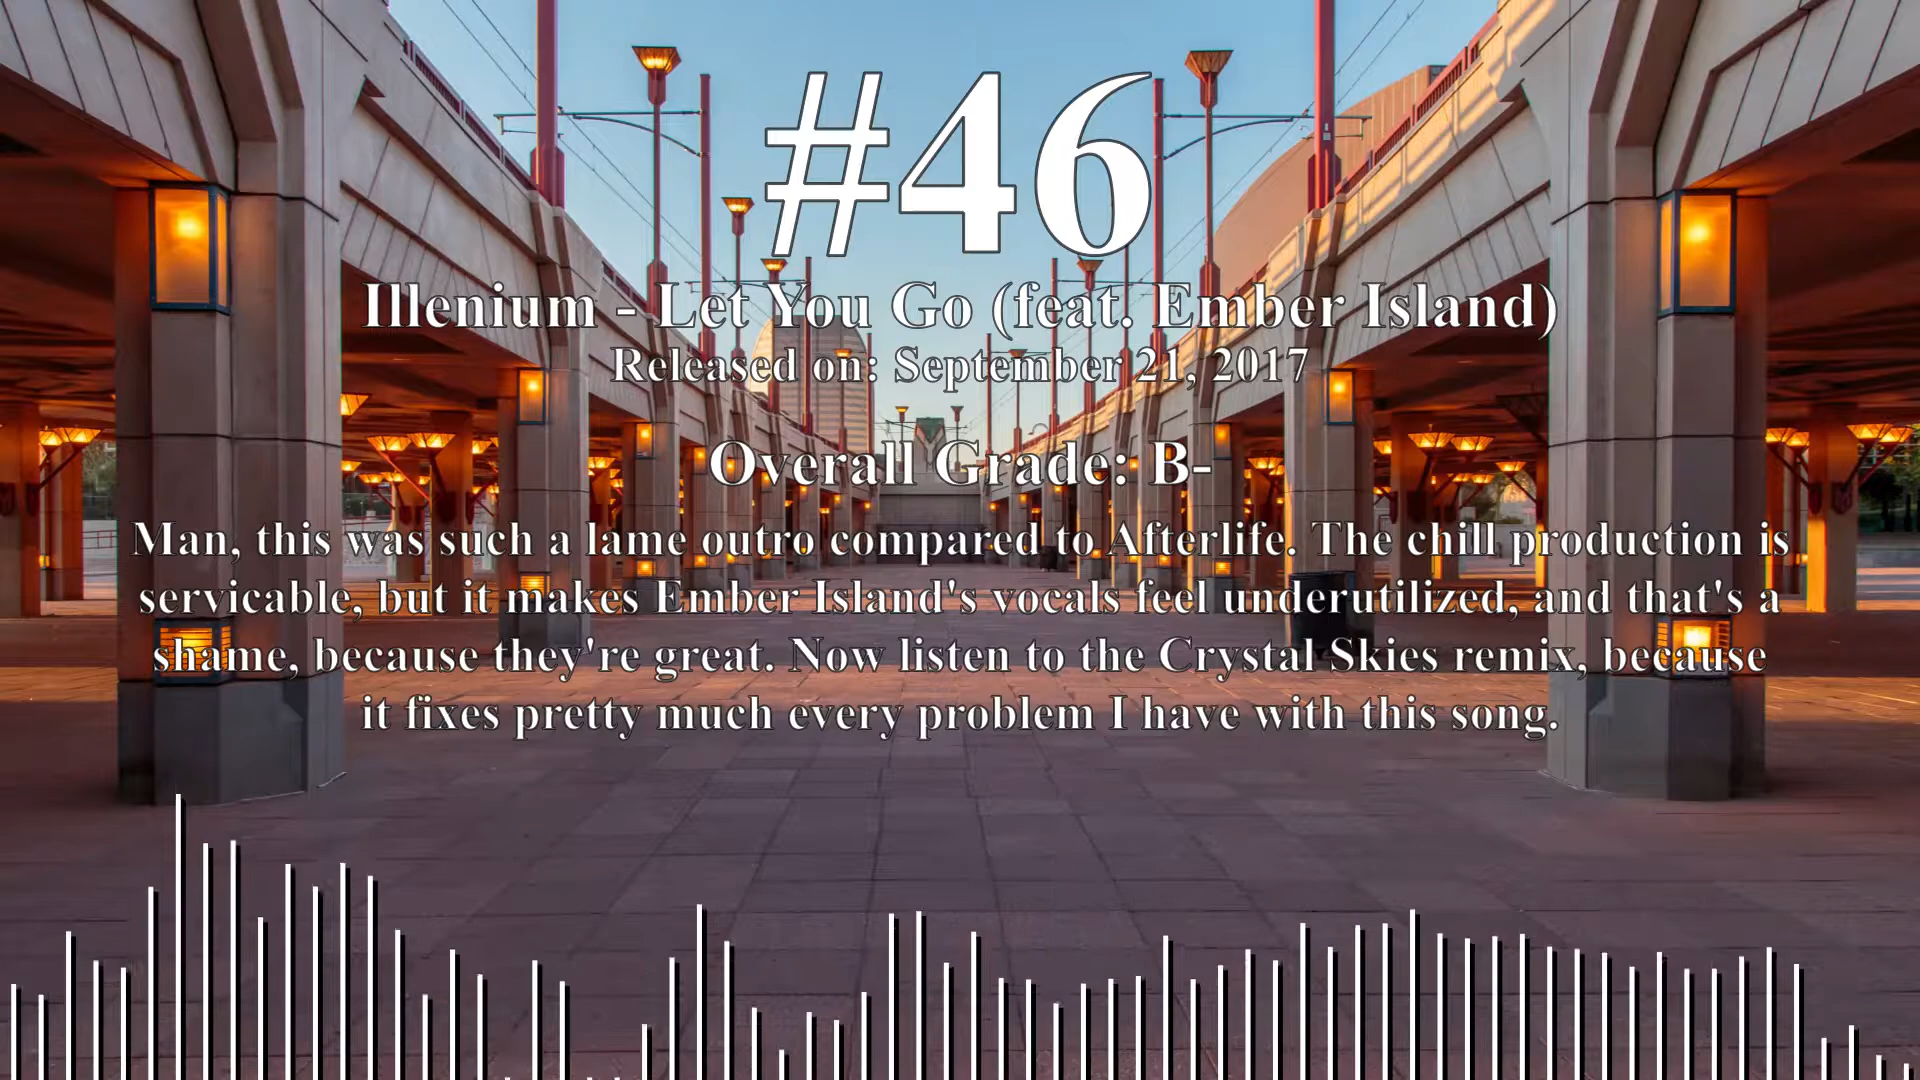 #46
Illenium - Let You Go (feat. Ember Island)
Released on: September 21, 2017
Overall Grade: B-
Man, this was such a lame outro compared to Afterlife. The chill production is
servicable, but it makes Ember Island's vocals feel underutilized, and that's a
shame, because they're great. Now listen to the Crystal Skies remix, because
it fixes pretty much every problem I have with this song.